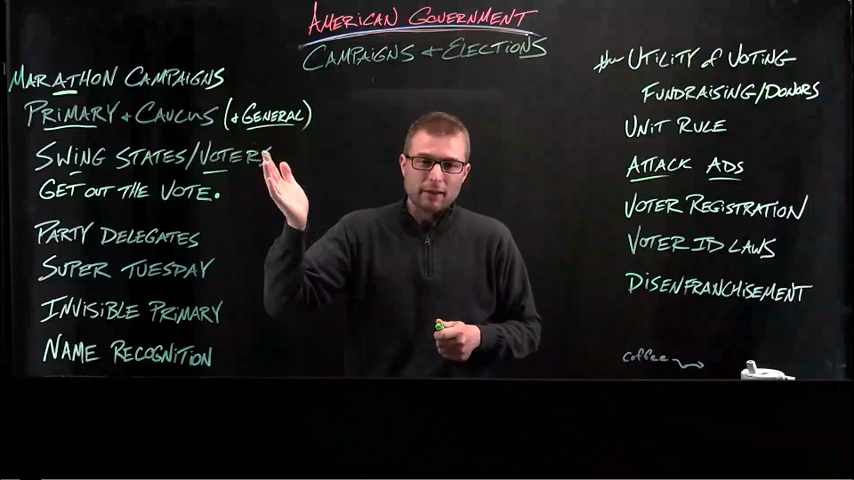 AMERICAN GOVERNMENT
CAMPAIGNS & ELECTIONS
MARATHON CAMPAIGNS
PRIMARY & CAUCUS (& GENERAL)
SWING STATES/VOTERS
GET OUT THE VOTE.
PARTY DELEGATES
SUPER TUESDAY
INVISIBLE PRIMARY
NAME RECOGNITION
the UTILITY of VOTING
FUNDRAISING/DONORS
UNIT RULE
ATTACK ADS
VOTER REGISTRATION
VOTER ID LAWS
DISENFRANCHISEMENT
coffee